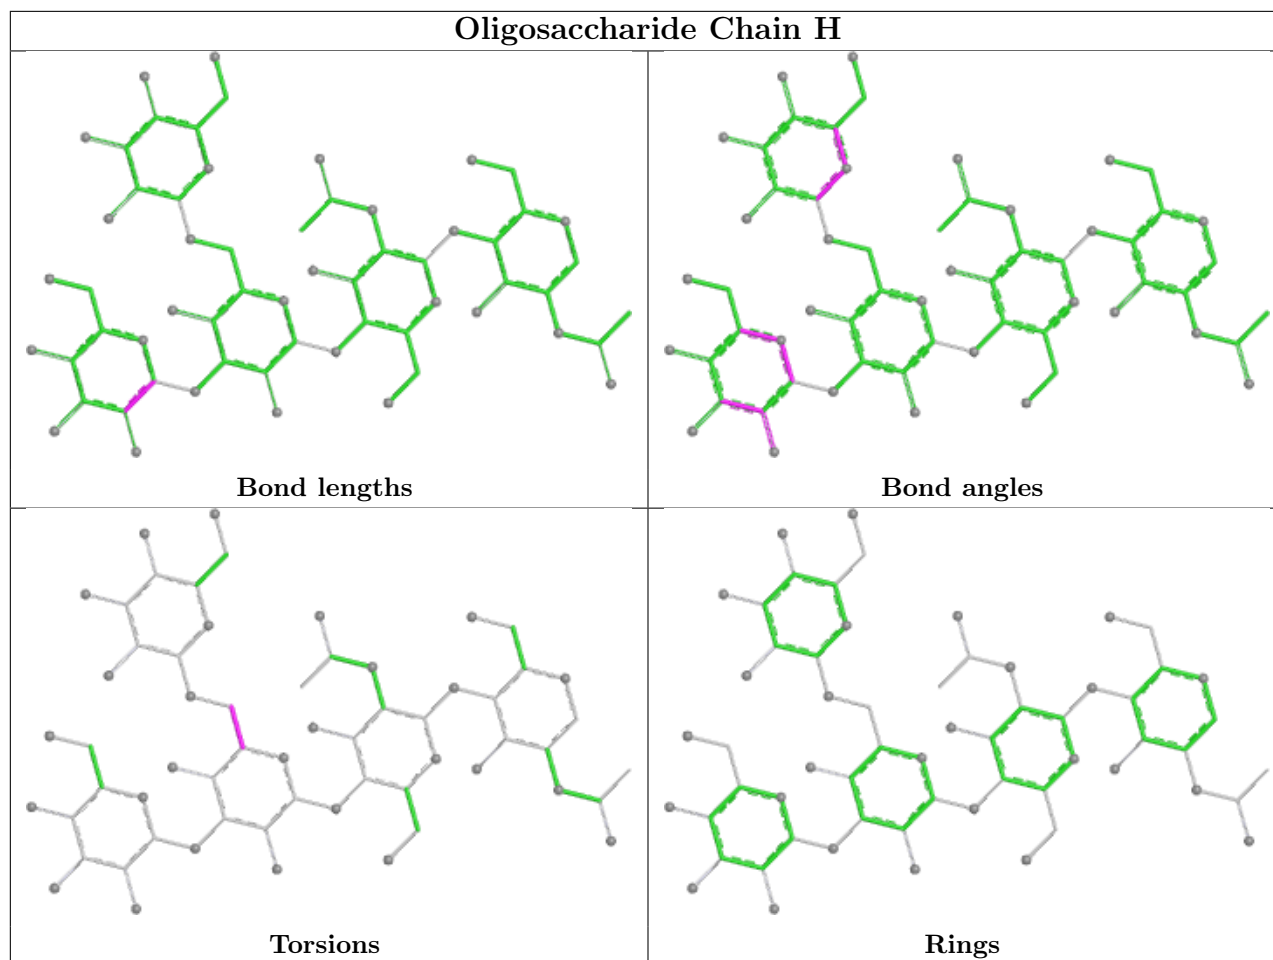 Oligosaccharide Chain H
Bond lengths
Bond angles
Torsions
Rings